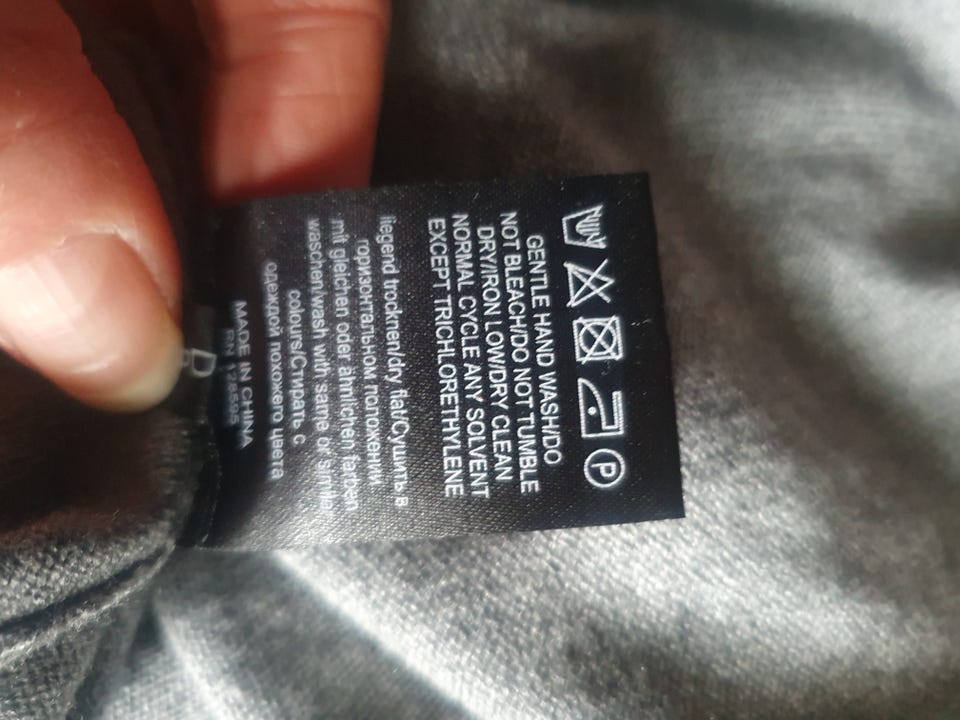 P
GENTLE HAND WASH/DO
NOT BLEACH/DO NOT TUMBLE
DRY/IRON LOW/DRY CLEAN
NORMAL CYCLE ANY SOLVENT
EXCEPT TRICHLORETHYLENE
liegend trocknen/dry flat/Сушить в
горизонтальном положении
mit gleichen oder ähnlichen farben
waschen/wash with same or similar
colours/Стирать с
одеждой похожего цвета
MADE IN CHINA
RN